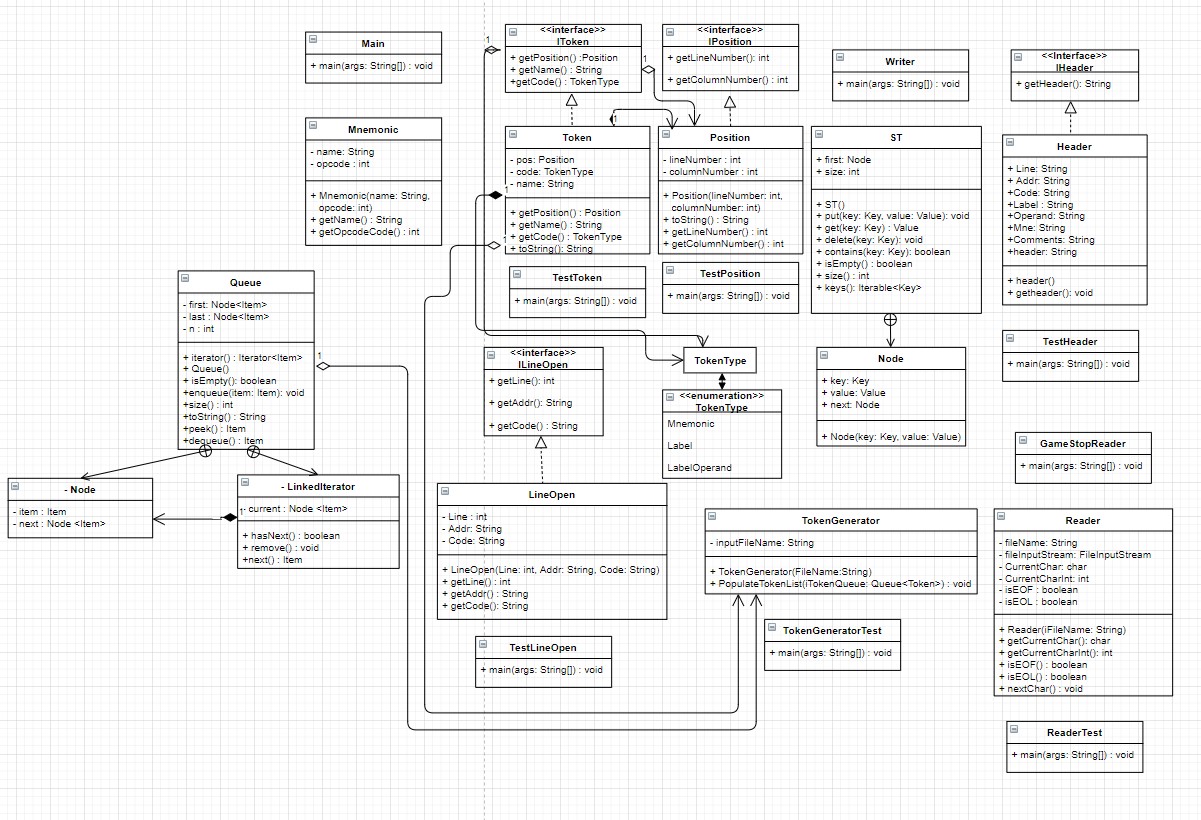 Main
+ main(args: String[]) : void
Mnemonic
- name: String
- opcode : int
+ Mnemonic(name: String,
opcode: int)
+ getName() : String
+ getOpcodeCode() : int
<<interface>>
IToken
+ getPosition() :Position
+ getName() : String
+getCode() : TokenType
1
1
<<interface>>
IPosition
+ getLineNumber(): int
+ getColumnNumber() : int
Writer
+ main(args: String[]) : void
<<Interface>>
IHeader
+ getHeader(): String
Token
- pos: Position
- code: TokenType
- name: String
+ getPosition() : Position
+ getName() : String
+ getCode() : TokenType
+ toString() : String
1
1
1
Position
- lineNumber : int
- columnNumber : int
+ Position(lineNumber: int,
columnNumber: int)
+ toString() : String
+ getLineNumber() : int
+ getColumnNumber() : int
ST
+ first: Node
+ size: int
+ ST()
+ put(key: Key, value: Value): void
+ get(key: Key) : Value
+ delete(key: Key): void
+ contains(key: Key): boolean
+ isEmpty() : boolean
+ size() : int
+ keys(): Iterable<Key>
Header
+ Line: String
+ Addr: String
+Code: String
+Label : String
+Operand: String
+Mne: String
+Comments: String
+header: String
+ header()
+ getheader(): void
TestToken
+ main(args: String[]) : void
TestPosition
+ main(args: String[]) : void
Queue
- first: Node<Item>
- last : Node<Item>
- n : int
+ iterator() : Iterator<Item>
+ Queue()
+ isEmpty(): boolean
+enqueue(item: Item): void
+size() : int
+toString() : String
+peek() : Item
+dequeue() : Item
1
<<interface>>
ILineOpen
+ getLine(): int
+ getAddr(): String
+ getCode() : String
TokenType
<<enumeration>>
TokenType
Mnemonic
Label
LabelOperand
Node
+ key: Key
+ value: Value
+ next: Node
+ Node(key: Key, value: Value)
TestHeader
+ main(args: String[]) : void
GameStopReader
+ main(args: String[]) : void
- Node
- item : Item
- next : Node <Item>
- LinkedIterator
1
- current : Node <Item>
+ hasNext() : boolean
+ remove() : void
+next() : Item
LineOpen
- Line : int
- Addr: String
- Code: String
+ LineOpen(Line: int, Addr: String, Code: String)
+ getLine() : int
+ getAddr() : String
+ getCode(): String
TokenGenerator
- inputFileName: String
+ TokenGenerator(FileName:String)
+ PopulateTokenList(iTokenQueue: Queue<Token>) : void
Reader
- fileName: String
- fileInputStream: FileInputStream
- CurrentChar: char
- CurrentCharInt: int
- isEOF : boolean
- isEOL : boolean
+ Reader(iFileName: String)
+ getCurrentChar(): char
+ getCurrentCharInt(): int
+ isEOF() : boolean
+ isEOL() : boolean
+ nextChar() : void
TestLineOpen
+ main(args: String[]) : void
TokenGeneratorTest
+ main(args: String[]) : void
ReaderTest
+ main(args: String[]) : void